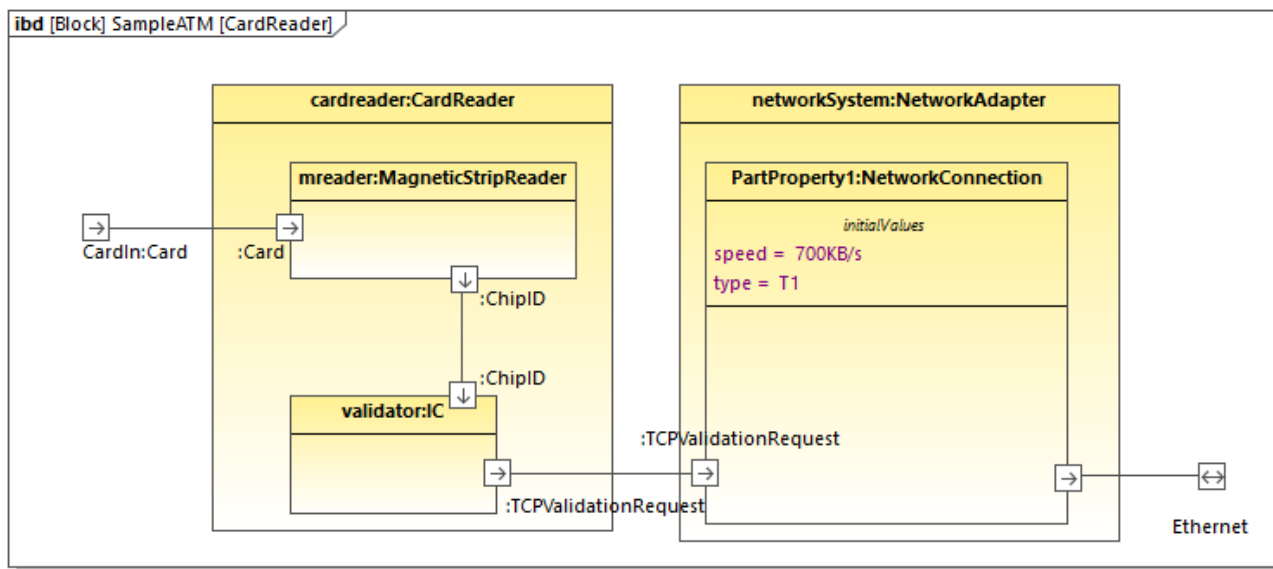 ibd [Block] SampleATM [CardReader]
cardreader:CardReader
networkSystem:NetworkAdapter
mreader:MagneticStripReader
PartProperty1:NetworkConnection
initialValues
speed = 700KB/s
type = T1
CardIn:Card
:Card
:ChipID
:ChipID
validator:IC
:TCPValidationRequest
:TCPValidationRequest
Ethernet